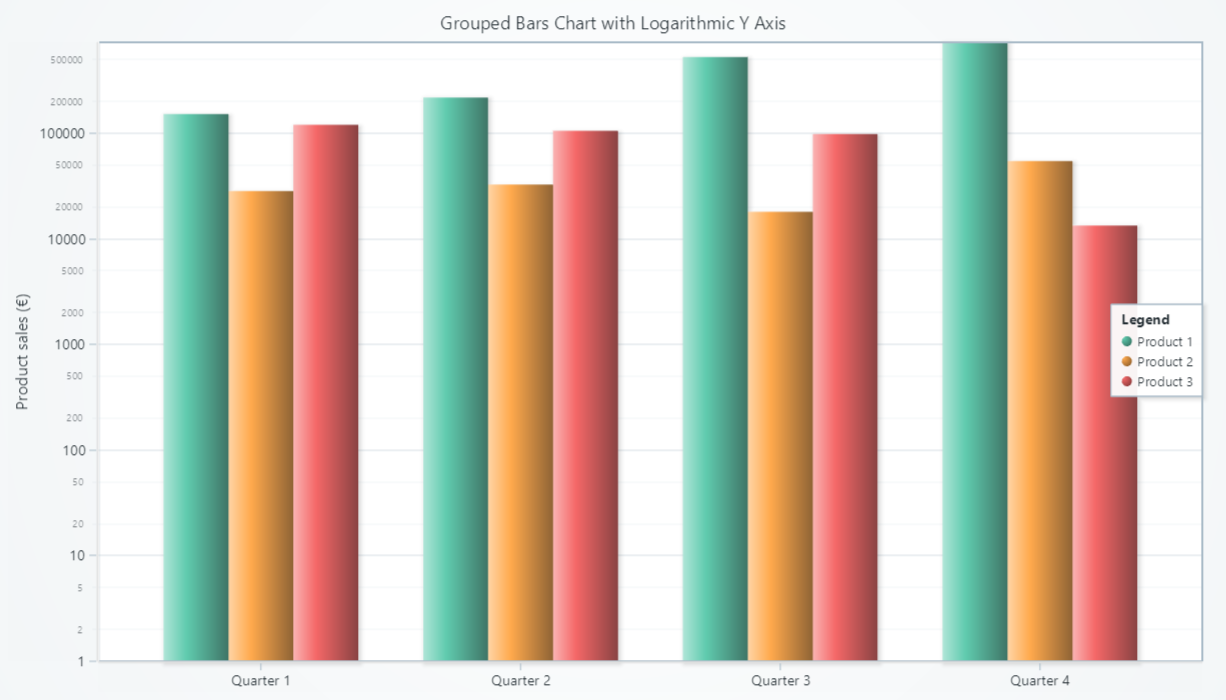 Grouped Bars Chart with Logarithmic Y Axis
Product sales (€)
500000
200000
100000
50000
20000
10000
5000
2000
1000
500
200
100
50
20
10
5
2
1
Quarter 1
Quarter 2
Quarter 3
Quarter 4
Legend
Product 1
Product 2
Product 3